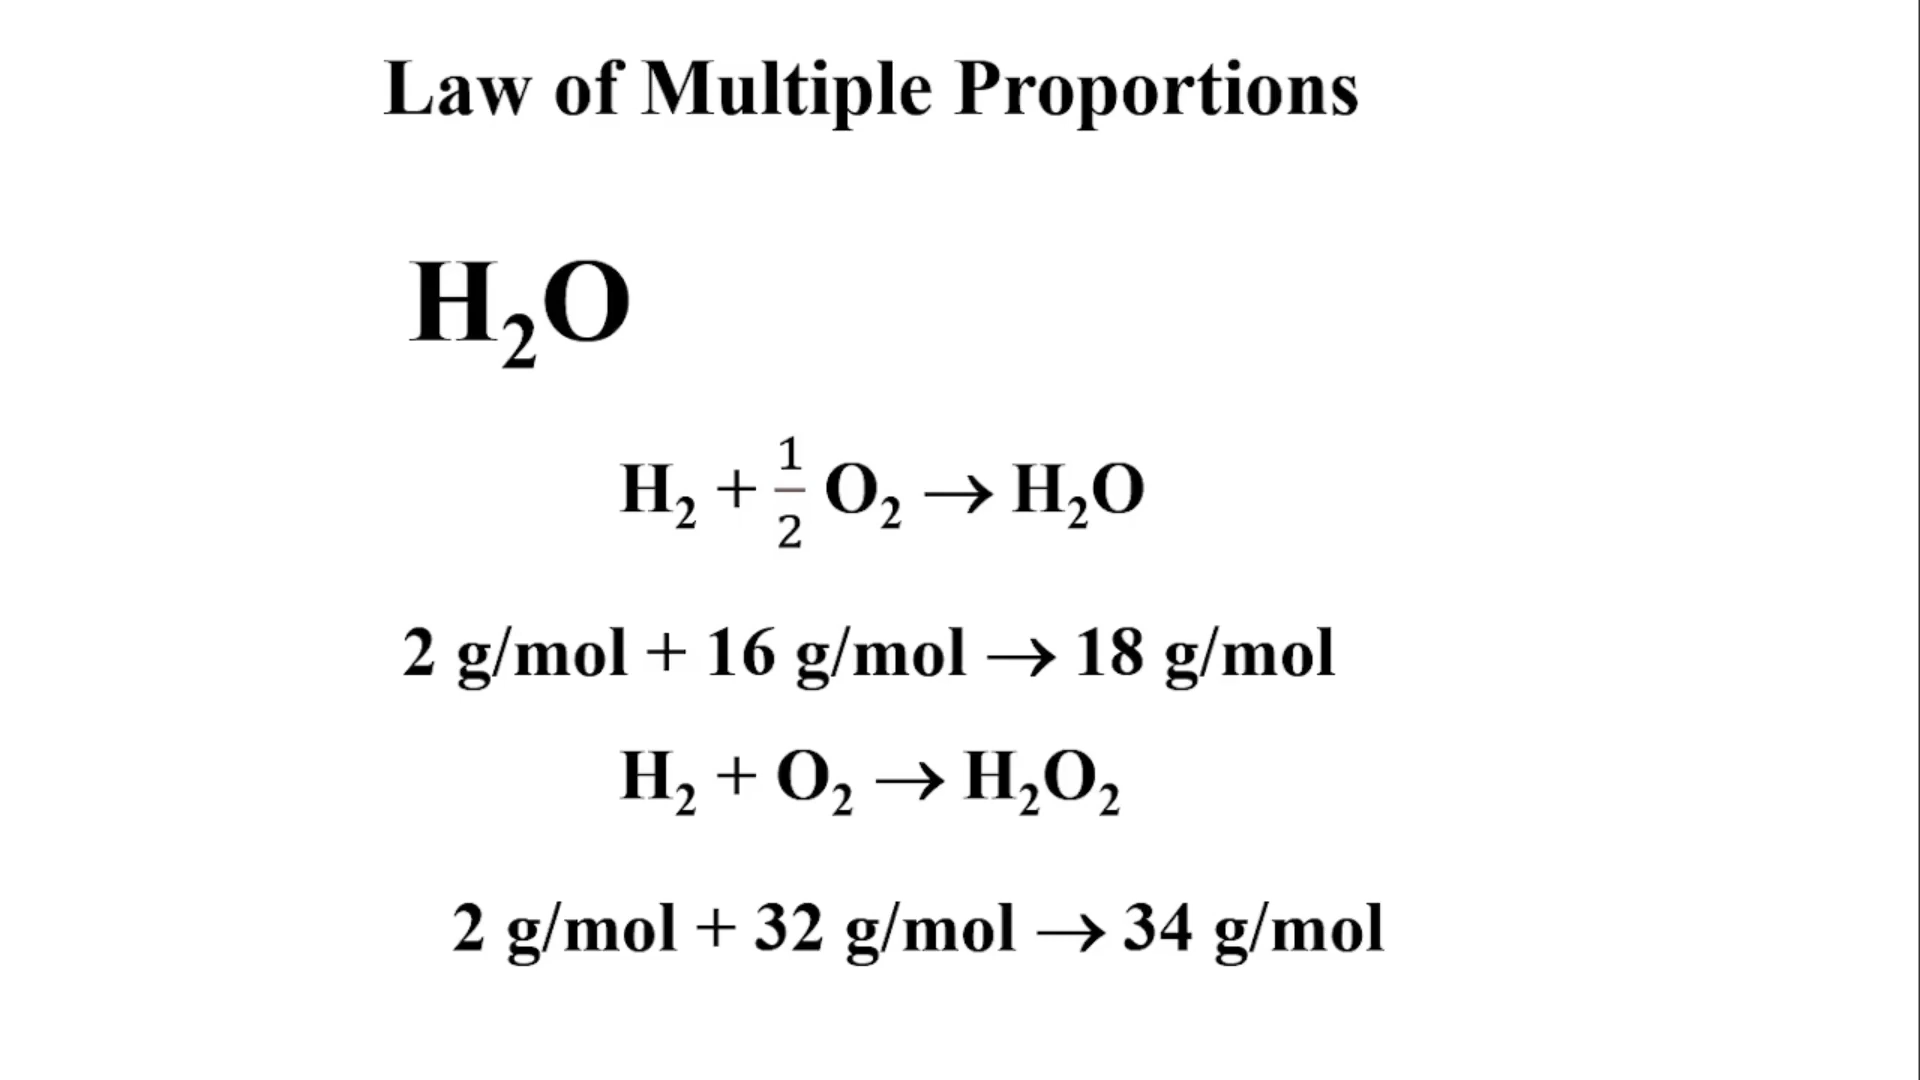 Law of Multiple Proportions
H₂O
H₂ + ½ O₂ → H₂O
2 g/mol + 16 g/mol → 18 g/mol
H₂ + O₂ → H₂O₂
2 g/mol + 32 g/mol → 34 g/mol